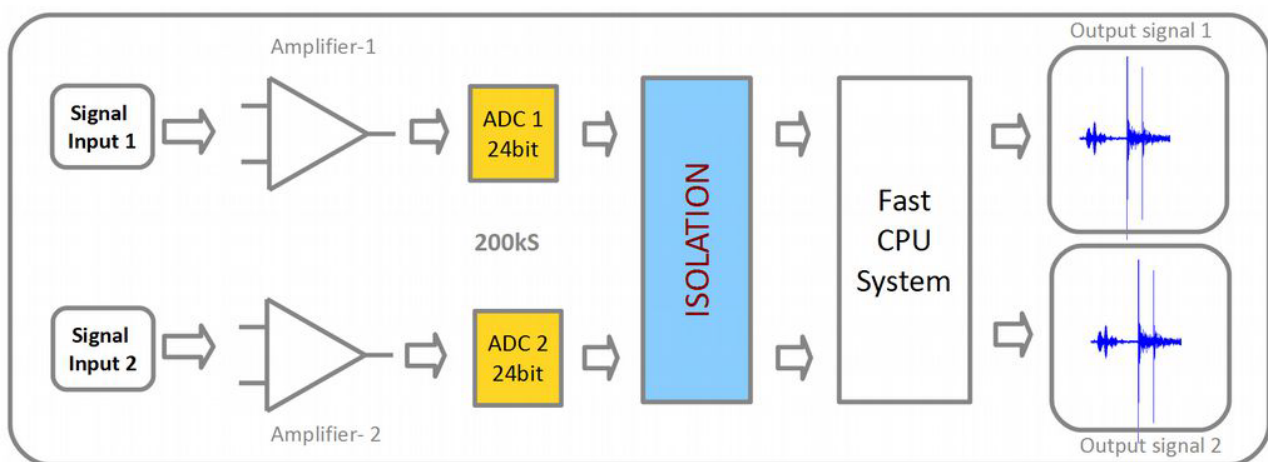 Amplifier-1
Output signal 1
Signal
Input 1
ADC 1
24bit
ISOLATION
Fast
CPU
System
200kS
Signal
Input 2
ADC 2
24bit
Amplifier- 2
Output signal 2